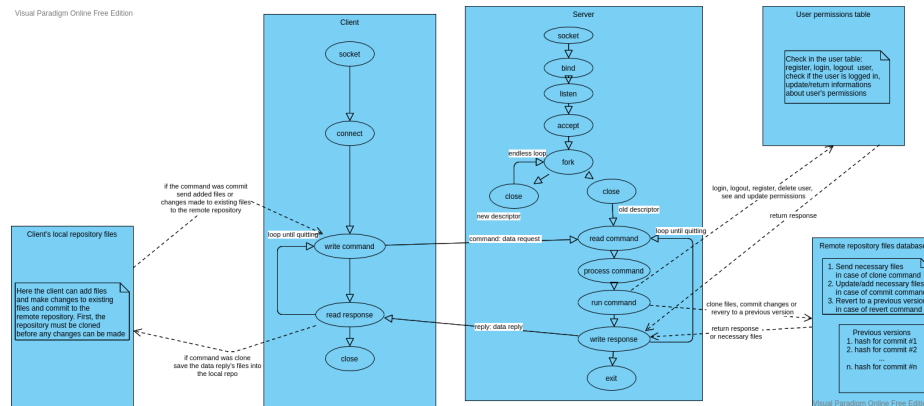 Visual Paradigm Online Free Edition
Client
socket
connect
write command
read response
close
loop until quitting
Server
socket
bind
listen
accept
endless loop
fork
close
new descriptor
close
old descriptor
read command
loop until quitting
process command
run command
write response
exit
User permissions table
Check in the user table:
register, login, logout user,
check if the user is logged in,
update/return informations
about user's permissions
if the command was commit
send added files or
changes made to existing files
to the remote repository
Client's local repository files
Here the client can add files
and make changes to existing
files and commit to the
remote repository. First, the
repository must be cloned
before any changes can be made
if command was clone
save the data reply's files into
the local repo
command: data request
reply: data reply
login, logout, register, delete user,
see and update permissions
return response
clone files, commit changes or
reverty to a previous version
return response
or necessary files
Remote repository files database
1. Send necessary files
in case of clone command
2. Update/add necessary files
in case of commit command
3. Revert to a previous version
in case of revert command
Previous versions
1. hash for commit #1
2. hash for commit #2
...
n. hash for commit #n
Visual Paradigm Online Free Edition